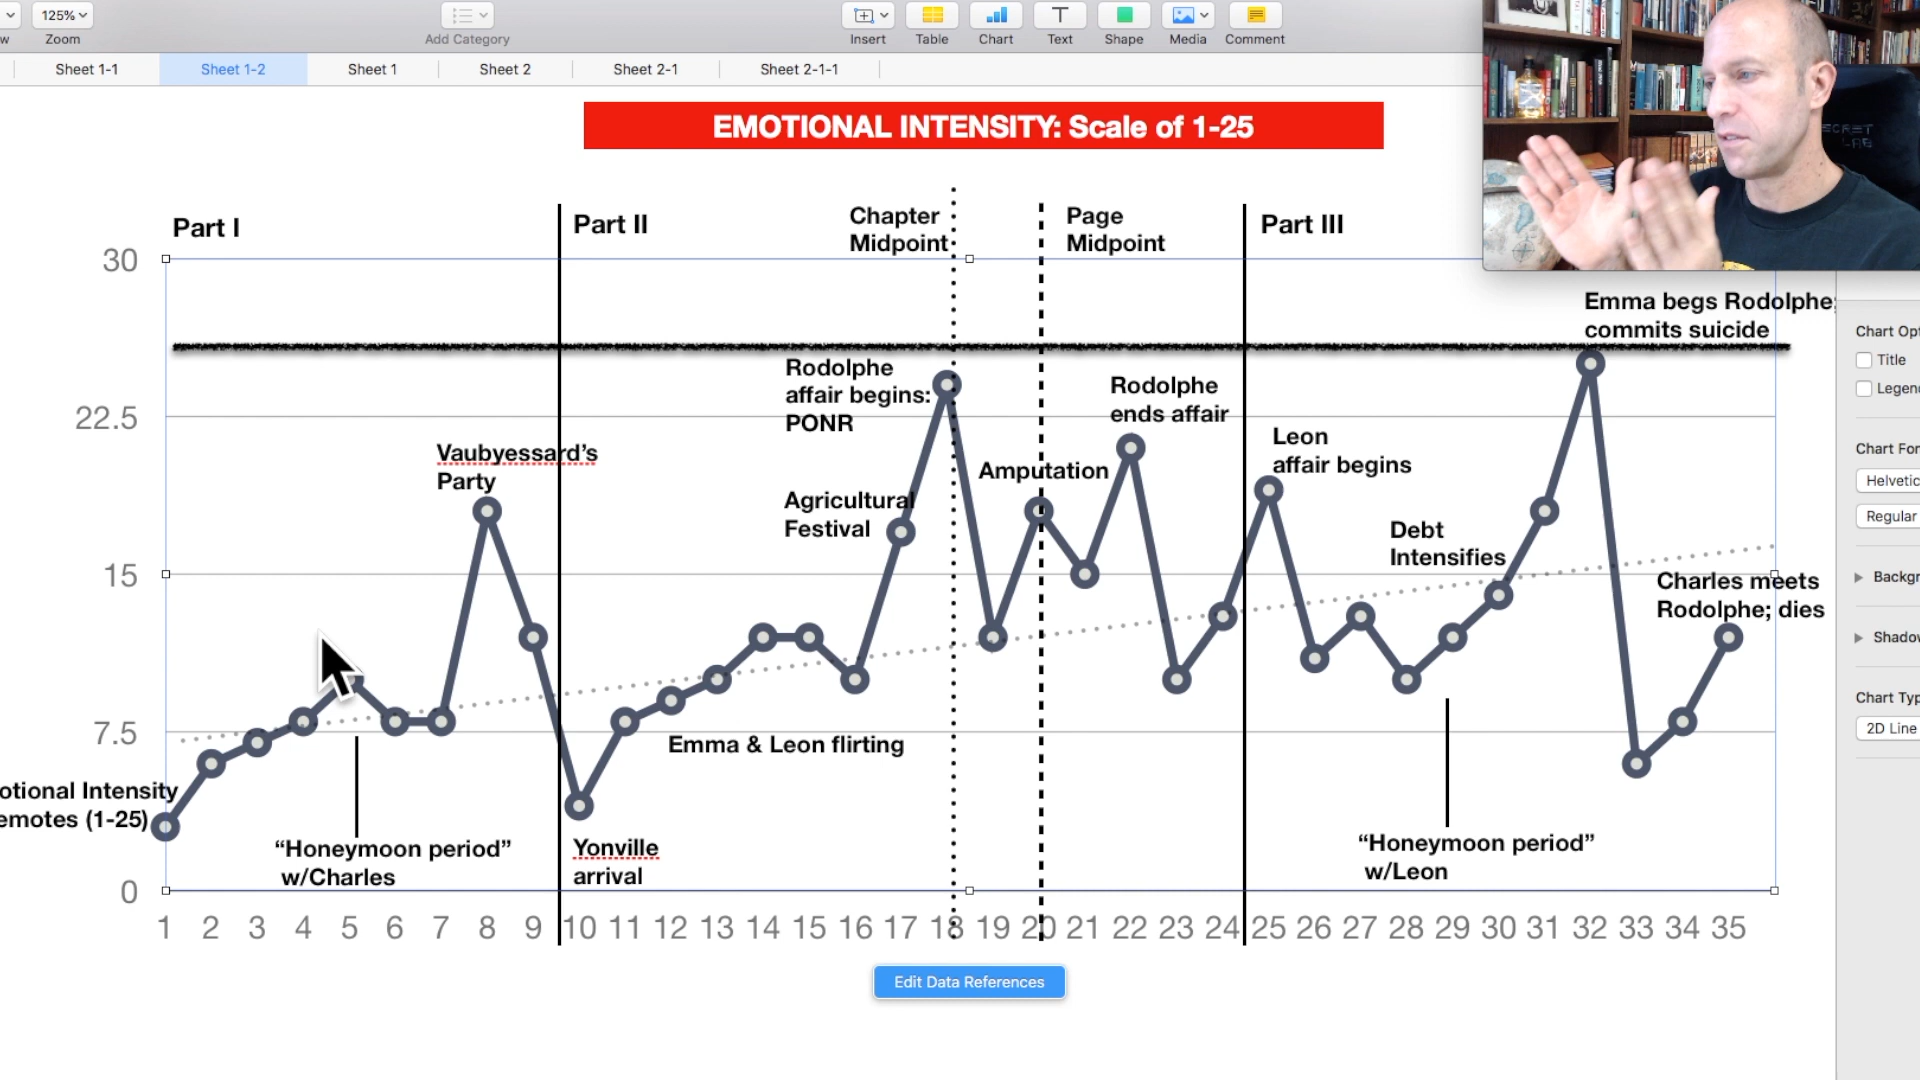 125%
w
Zoom
Add Category
Insert
Table
Chart
Text
Shape
Media
Comment
Sheet 1-1
Sheet 1-2
Sheet 1
Sheet 2
Sheet 2-1
Sheet 2-1-1
EMOTIONAL INTENSITY: Scale of 1-25
Part I
Part II
Chapter
Midpoint
Page
Midpoint
Part III
30
22.5
15
7.5
0
Emma begs Rodolphe;
commits suicide
Rodolphe
affair begins:
PONR
Rodolphe
ends affair
Vaubyessard's
Party
Leon
affair begins
Amputation
Agricultural
Festival
Debt
Intensifies
Charles meets
Rodolphe; dies
Emma & Leon flirting
otional Intensity
emotes (1-25)
“Honeymoon period”
w/Charles
Yonville
arrival
“Honeymoon period”
w/Leon
1 2 3 4 5 6 7 8 9 10 11 12 13 14 15 16 17 18 19 20 21 22 23 24 25 26 27 28 29 30 31 32 33 34 35
Edit Data References
Chart Opt
Title
Legen
Chart Fon
Helvetic
Regular
Backgr
Shadow
Chart Typ
2D Line